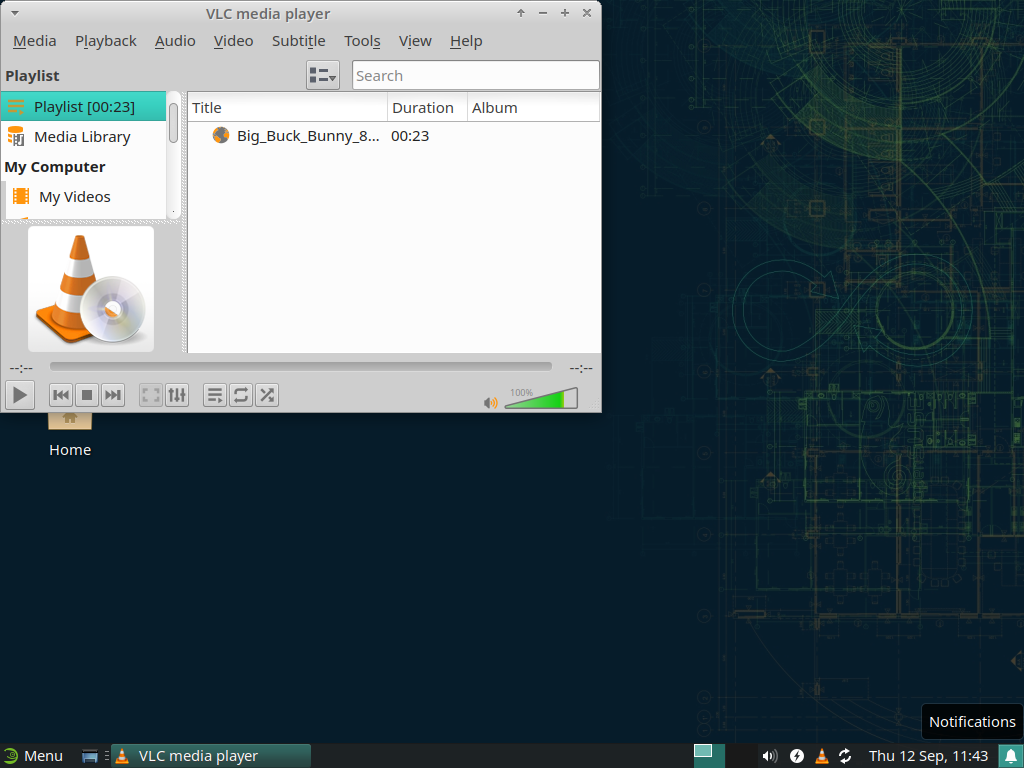 VLC media player
Media Playback Audio Video Subtitle Tools View Help
Playlist
Search
Playlist [00:23]
Title Duration Album
Media Library
Big_Buck_Bunny_8... 00:23
My Computer
My Videos
--:-- --:--
100%
Home
Notifications
Menu VLC media player Thu 12 Sep, 11:43